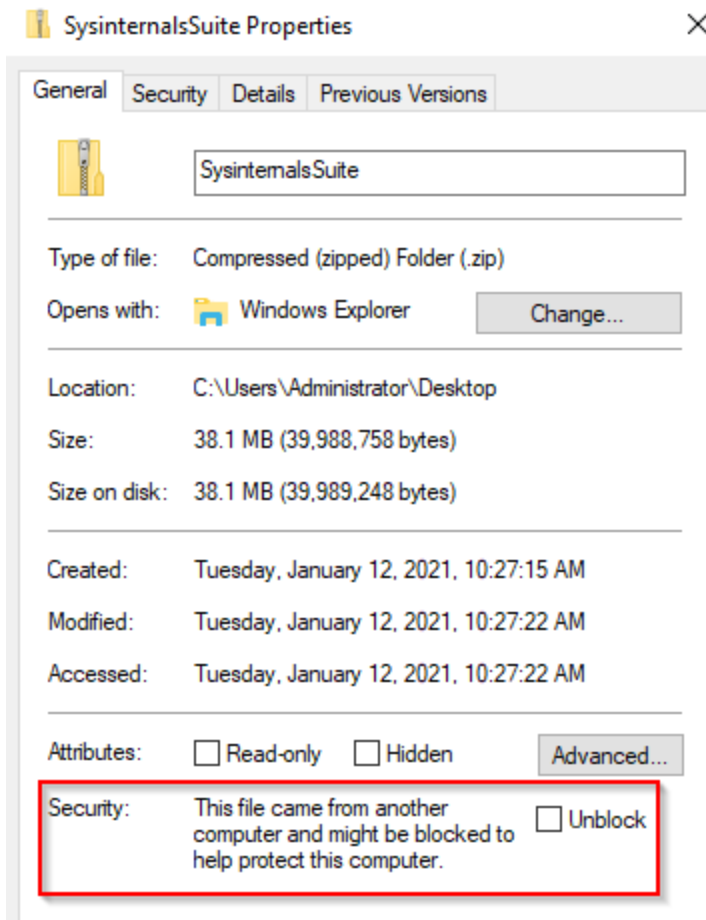 SysinternalsSuite Properties
General Security Details Previous Versions
SysinternalsSuite
Type of file: Compressed (zipped) Folder (.zip)
Opens with: Windows Explorer Change...
Location: C:\Users\Administrator\Desktop
Size: 38.1 MB (39,988,758 bytes)
Size on disk: 38.1 MB (39,989,248 bytes)
Created: Tuesday, January 12, 2021, 10:27:15 AM
Modified: Tuesday, January 12, 2021, 10:27:22 AM
Accessed: Tuesday, January 12, 2021, 10:27:22 AM
Attributes: Read-only Hidden Advanced...
Security: This file came from another
computer and might be blocked to Unblock
help protect this computer.